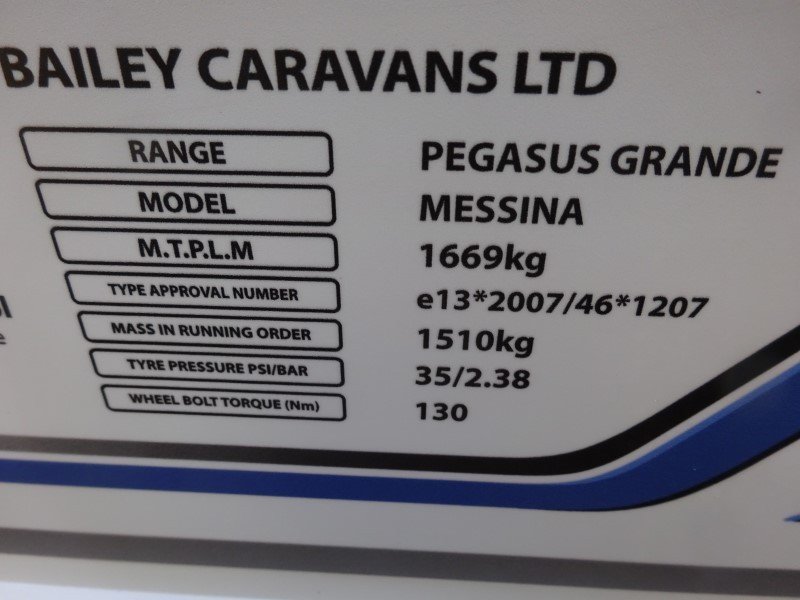 BAILEY CARAVANS LTD
RANGE PEGASUS GRANDE
MODEL MESSINA
M.T.P.L.M 1669kg
TYPE APPROVAL NUMBER e13*2007/46*1207
MASS IN RUNNING ORDER 1510kg
TYRE PRESSURE PSI/BAR 35/2.38
WHEEL BOLT TORQUE (Nm) 130